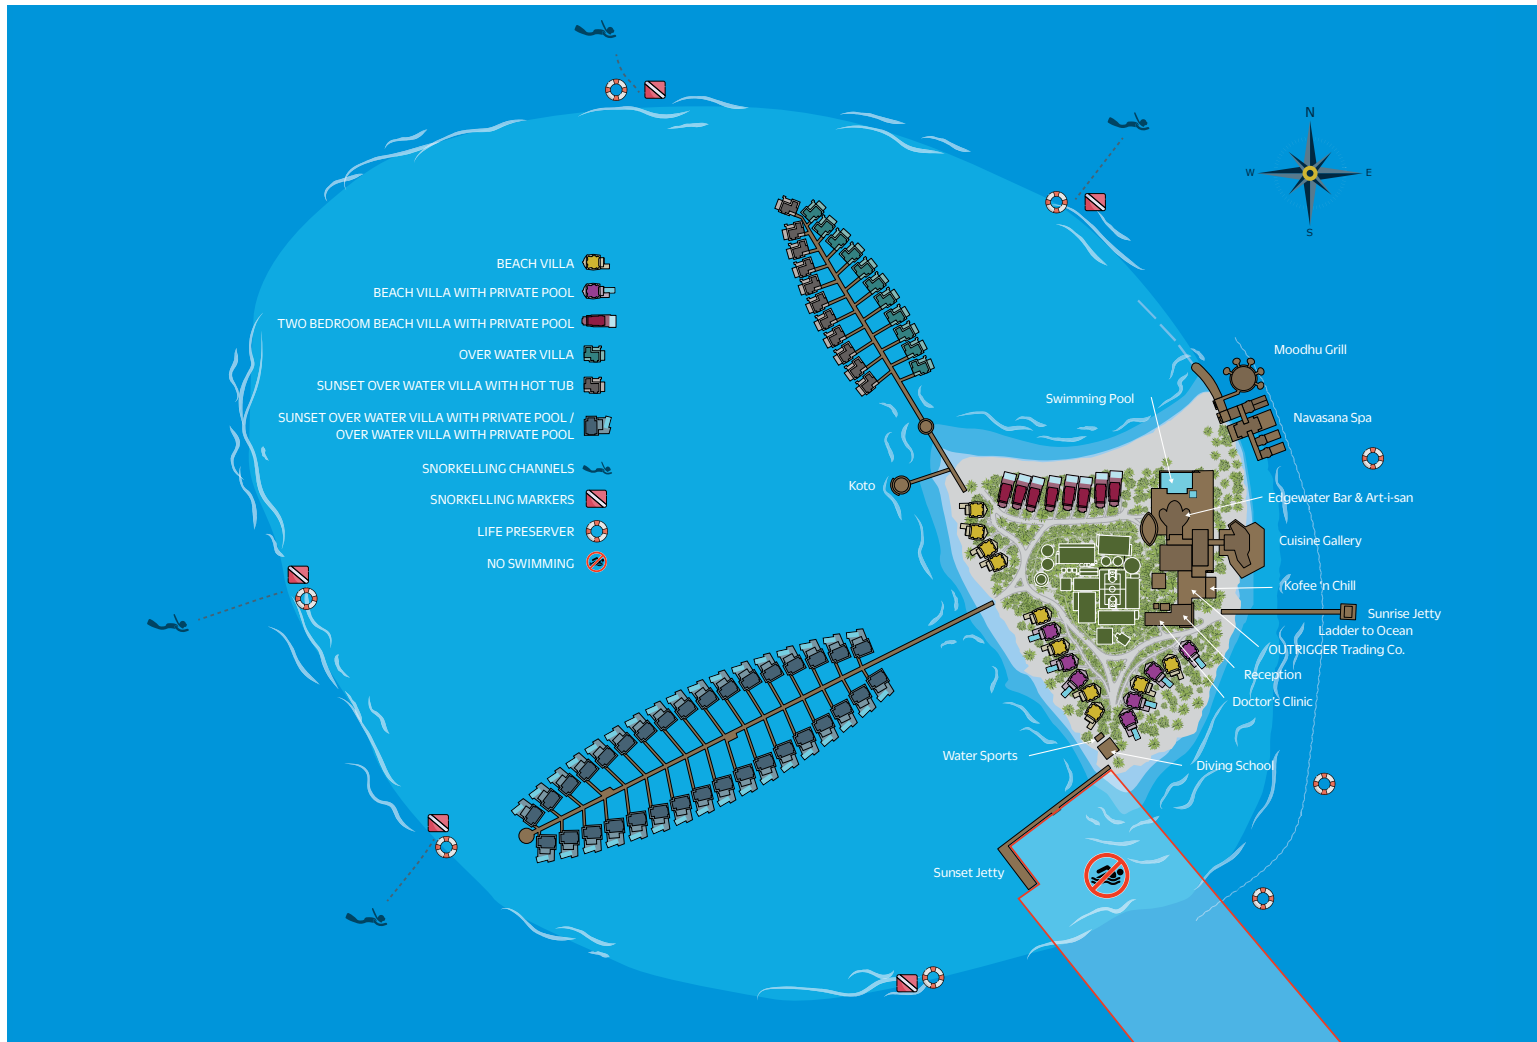 N
W
E
S
BEACH VILLA
BEACH VILLA WITH PRIVATE POOL
TWO BEDROOM BEACH VILLA WITH PRIVATE POOL
OVER WATER VILLA
SUNSET OVER WATER VILLA WITH HOT TUB
SUNSET OVER WATER VILLA WITH PRIVATE POOL /
OVER WATER VILLA WITH PRIVATE POOL
SNORKELLING CHANNELS
SNORKELLING MARKERS
LIFE PRESERVER
NO SWIMMING
Moodhu Grill
Swimming Pool
Navasana Spa
Koto
Edgewater Bar & Art-i-san
Cuisine Gallery
Kofee 'n Chill
Sunrise Jetty
Ladder to Ocean
OUTRIGGER Trading Co.
Reception
Doctor's Clinic
Water Sports
Diving School
Sunset Jetty